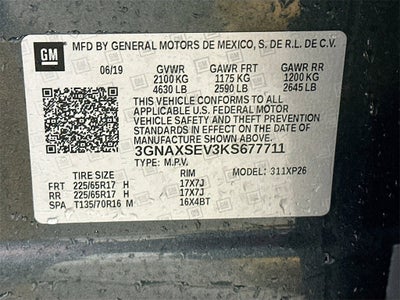 GM MFD BY GENERAL MOTORS DE MEXICO, S. DE R.L. DE C.V.
06/19 GVWR GAWR FRT GAWR RR
2100 KG 1175 KG 1200 KG
4630 LB 2590 LB 2645 LB
THIS VEHICLE CONFORMS TO ALL
APPLICABLE U.S. FEDERAL MOTOR
VEHICLE SAFETY AND THEFT PREVENTION
STANDARDS IN EFFECT ON THE DATE OF
MANUFACTURE SHOWN ABOVE.
3GNAXSEV3KS677711
TYPE: M.P.V. MODEL: 311XP26
TIRE SIZE RIM
FRT 225/65R17 H 17X7J
RR 225/65R17 H 17X7J
SPA T135/70R16 M 16X4BT